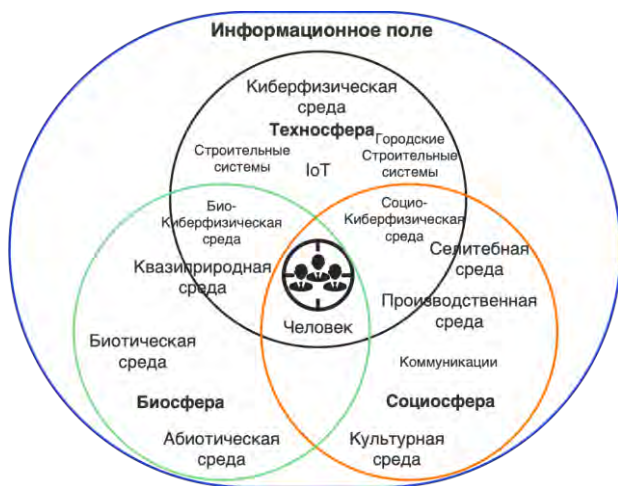 Информационное поле
Киберфизическая
среда
Техносфера
Строительные
системы
IoT
Городские
Строительные
системы
Био-
Киберфизическая
среда
Социо-
Киберфизическая
среда
Квазиприродная
среда
Селитебная
среда
Производственная
среда
Человек
Биотическая
среда
Коммуникации
Биосфера
Социосфера
Абиотическая
среда
Культурная
среда